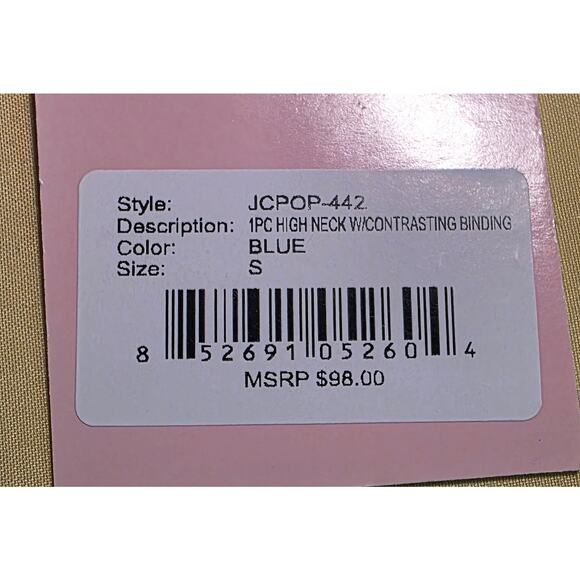 Style: JCPOP-442
Description: 1PC HIGH NECK W/CONTRASTING BINDING
Color: BLUE
Size: S
8 52691 05260 4
MSRP $98.00